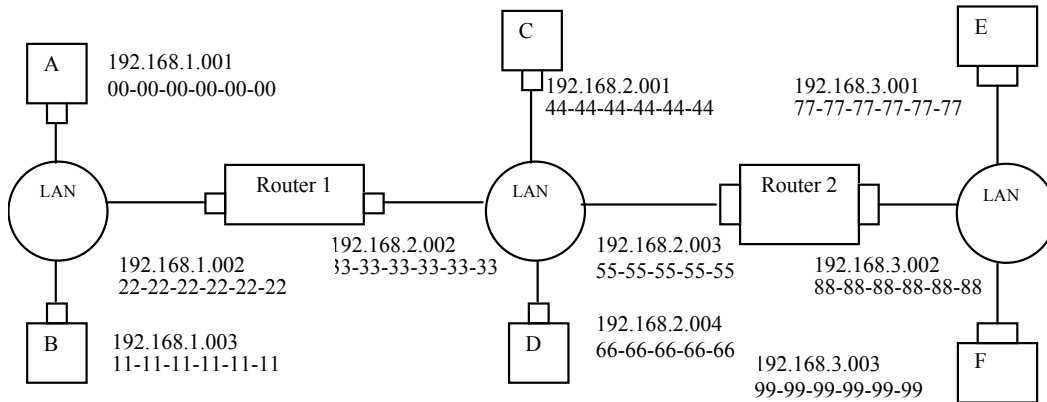 A
192.168.1.001
00-00-00-00-00-00
C
192.168.2.001
44-44-44-44-44-44
E
192.168.3.001
77-77-77-77-77-77
LAN
Router 1
LAN
Router 2
LAN
192.168.1.002
22-22-22-22-22-22
192.168.2.002
33-33-33-33-33-33
192.168.2.003
55-55-55-55-55
192.168.3.002
88-88-88-88-88-88
B
192.168.1.003
11-11-11-11-11-11
D
192.168.2.004
66-66-66-66-66
192.168.3.003
99-99-99-99-99-99
F